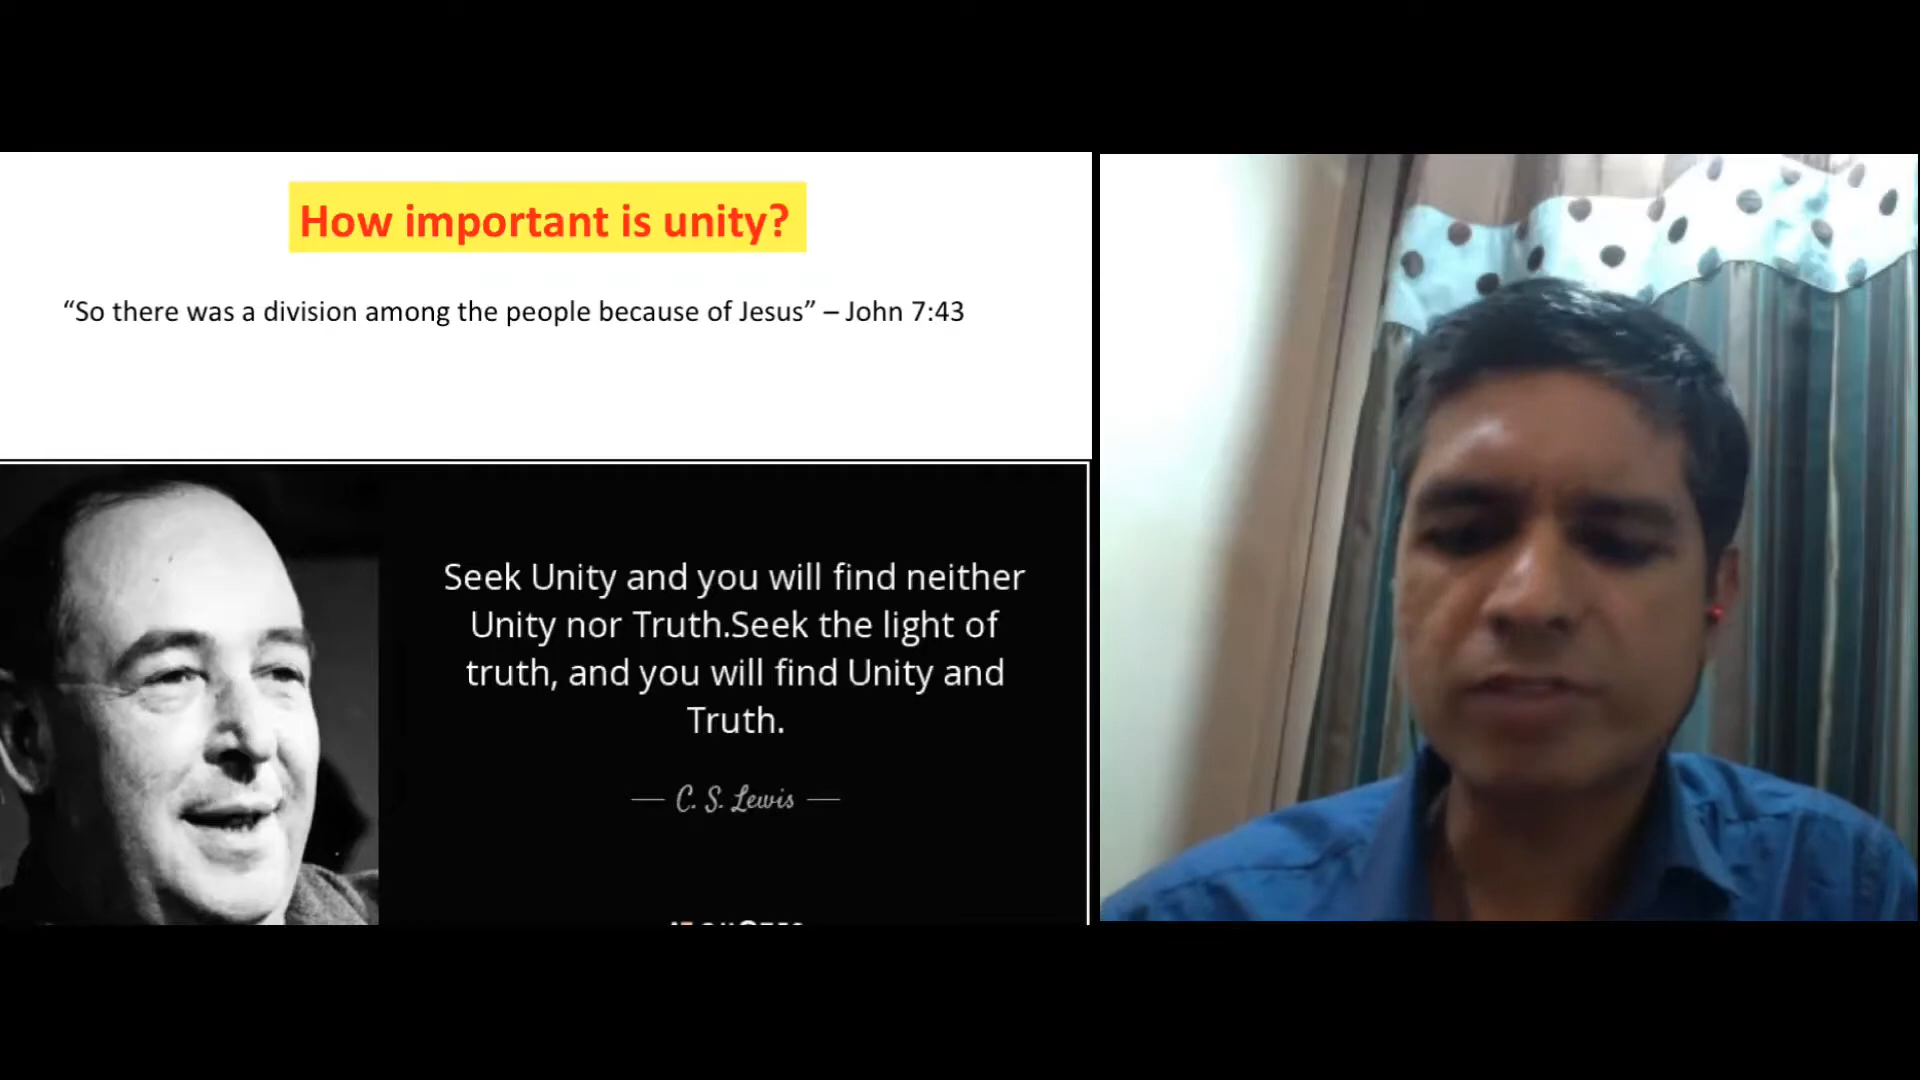 How important is unity?
“So there was a division among the people because of Jesus” – John 7:43
Seek Unity and you will find neither
Unity nor Truth.Seek the light of
truth, and you will find Unity and
Truth.
— C. S. Lewis —